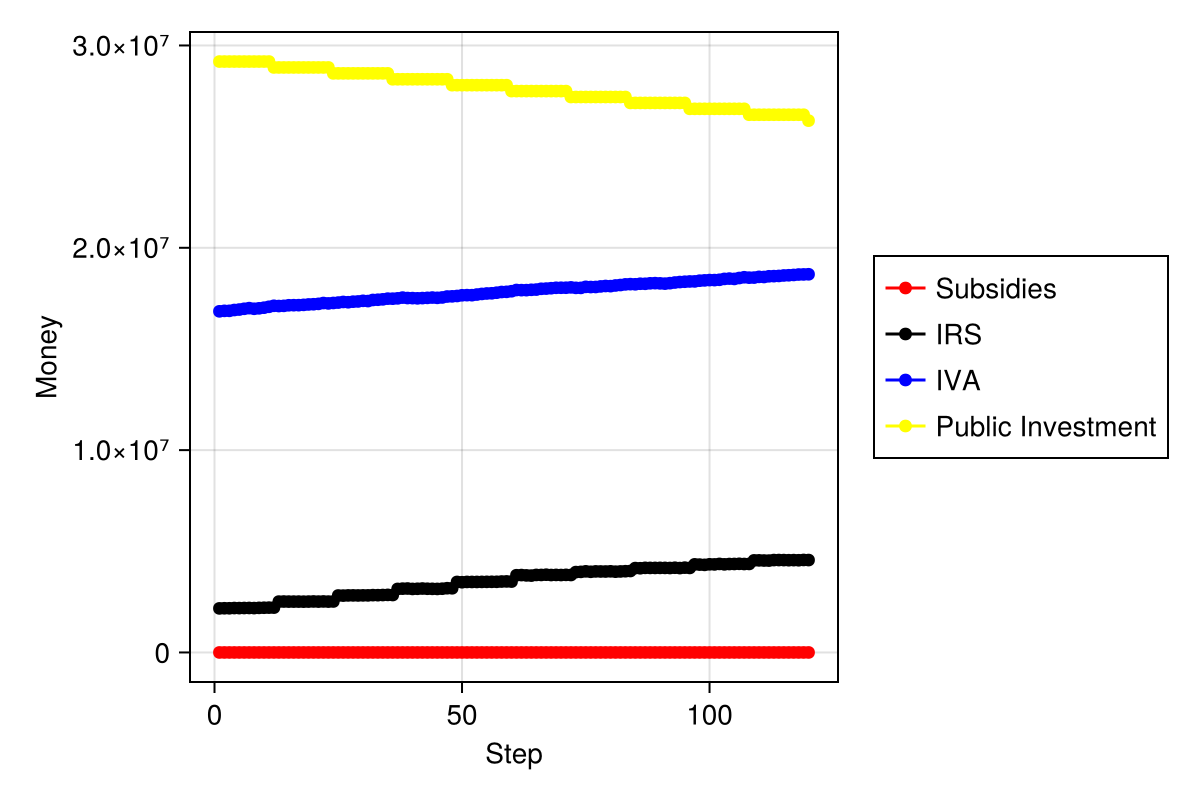 3.0×10⁷
2.0×10⁷
1.0×10⁷
0
Money
0 50 100
Step
Subsidies
IRS
IVA
Public Investment